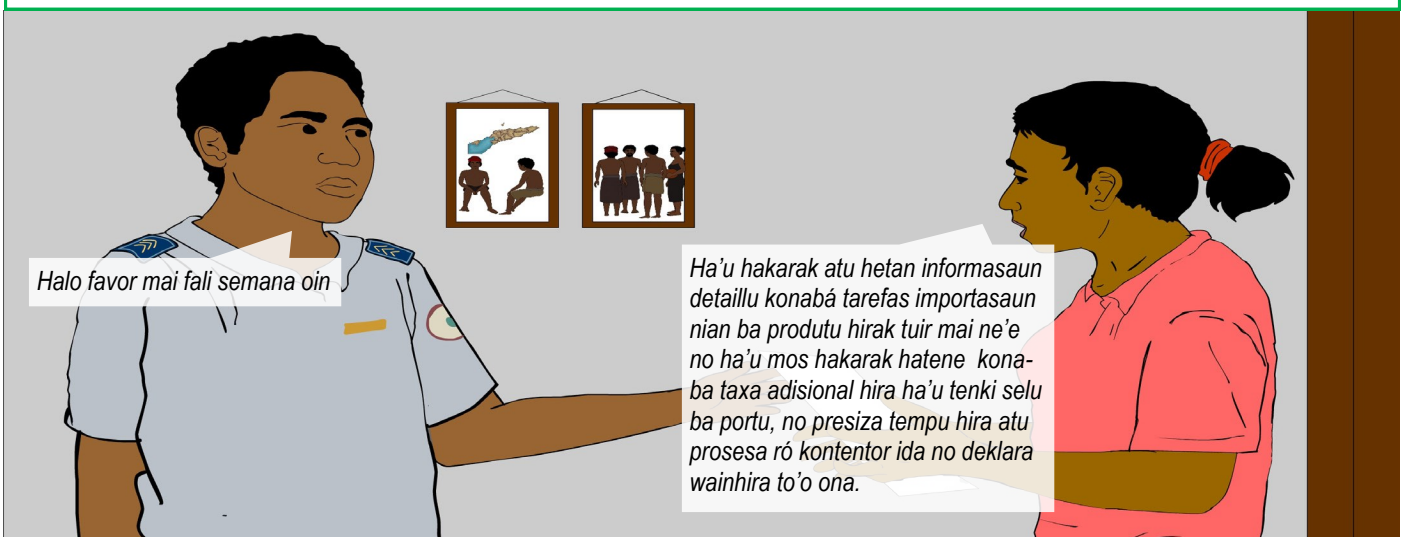 Halo favor mai fali semana oin
Ha’u hakarak atu hetan informasaun
detaillu konabá tarefas importasaun
nian ba produtu hirak tuir mai ne’e
no ha’u mos hakarak hatene kona-
ba taxa adisional hira ha’u tenki selu
ba portu, no presiza tempu hira atu
prosesa ró kontentor ida no deklara
wainhira to’o ona.